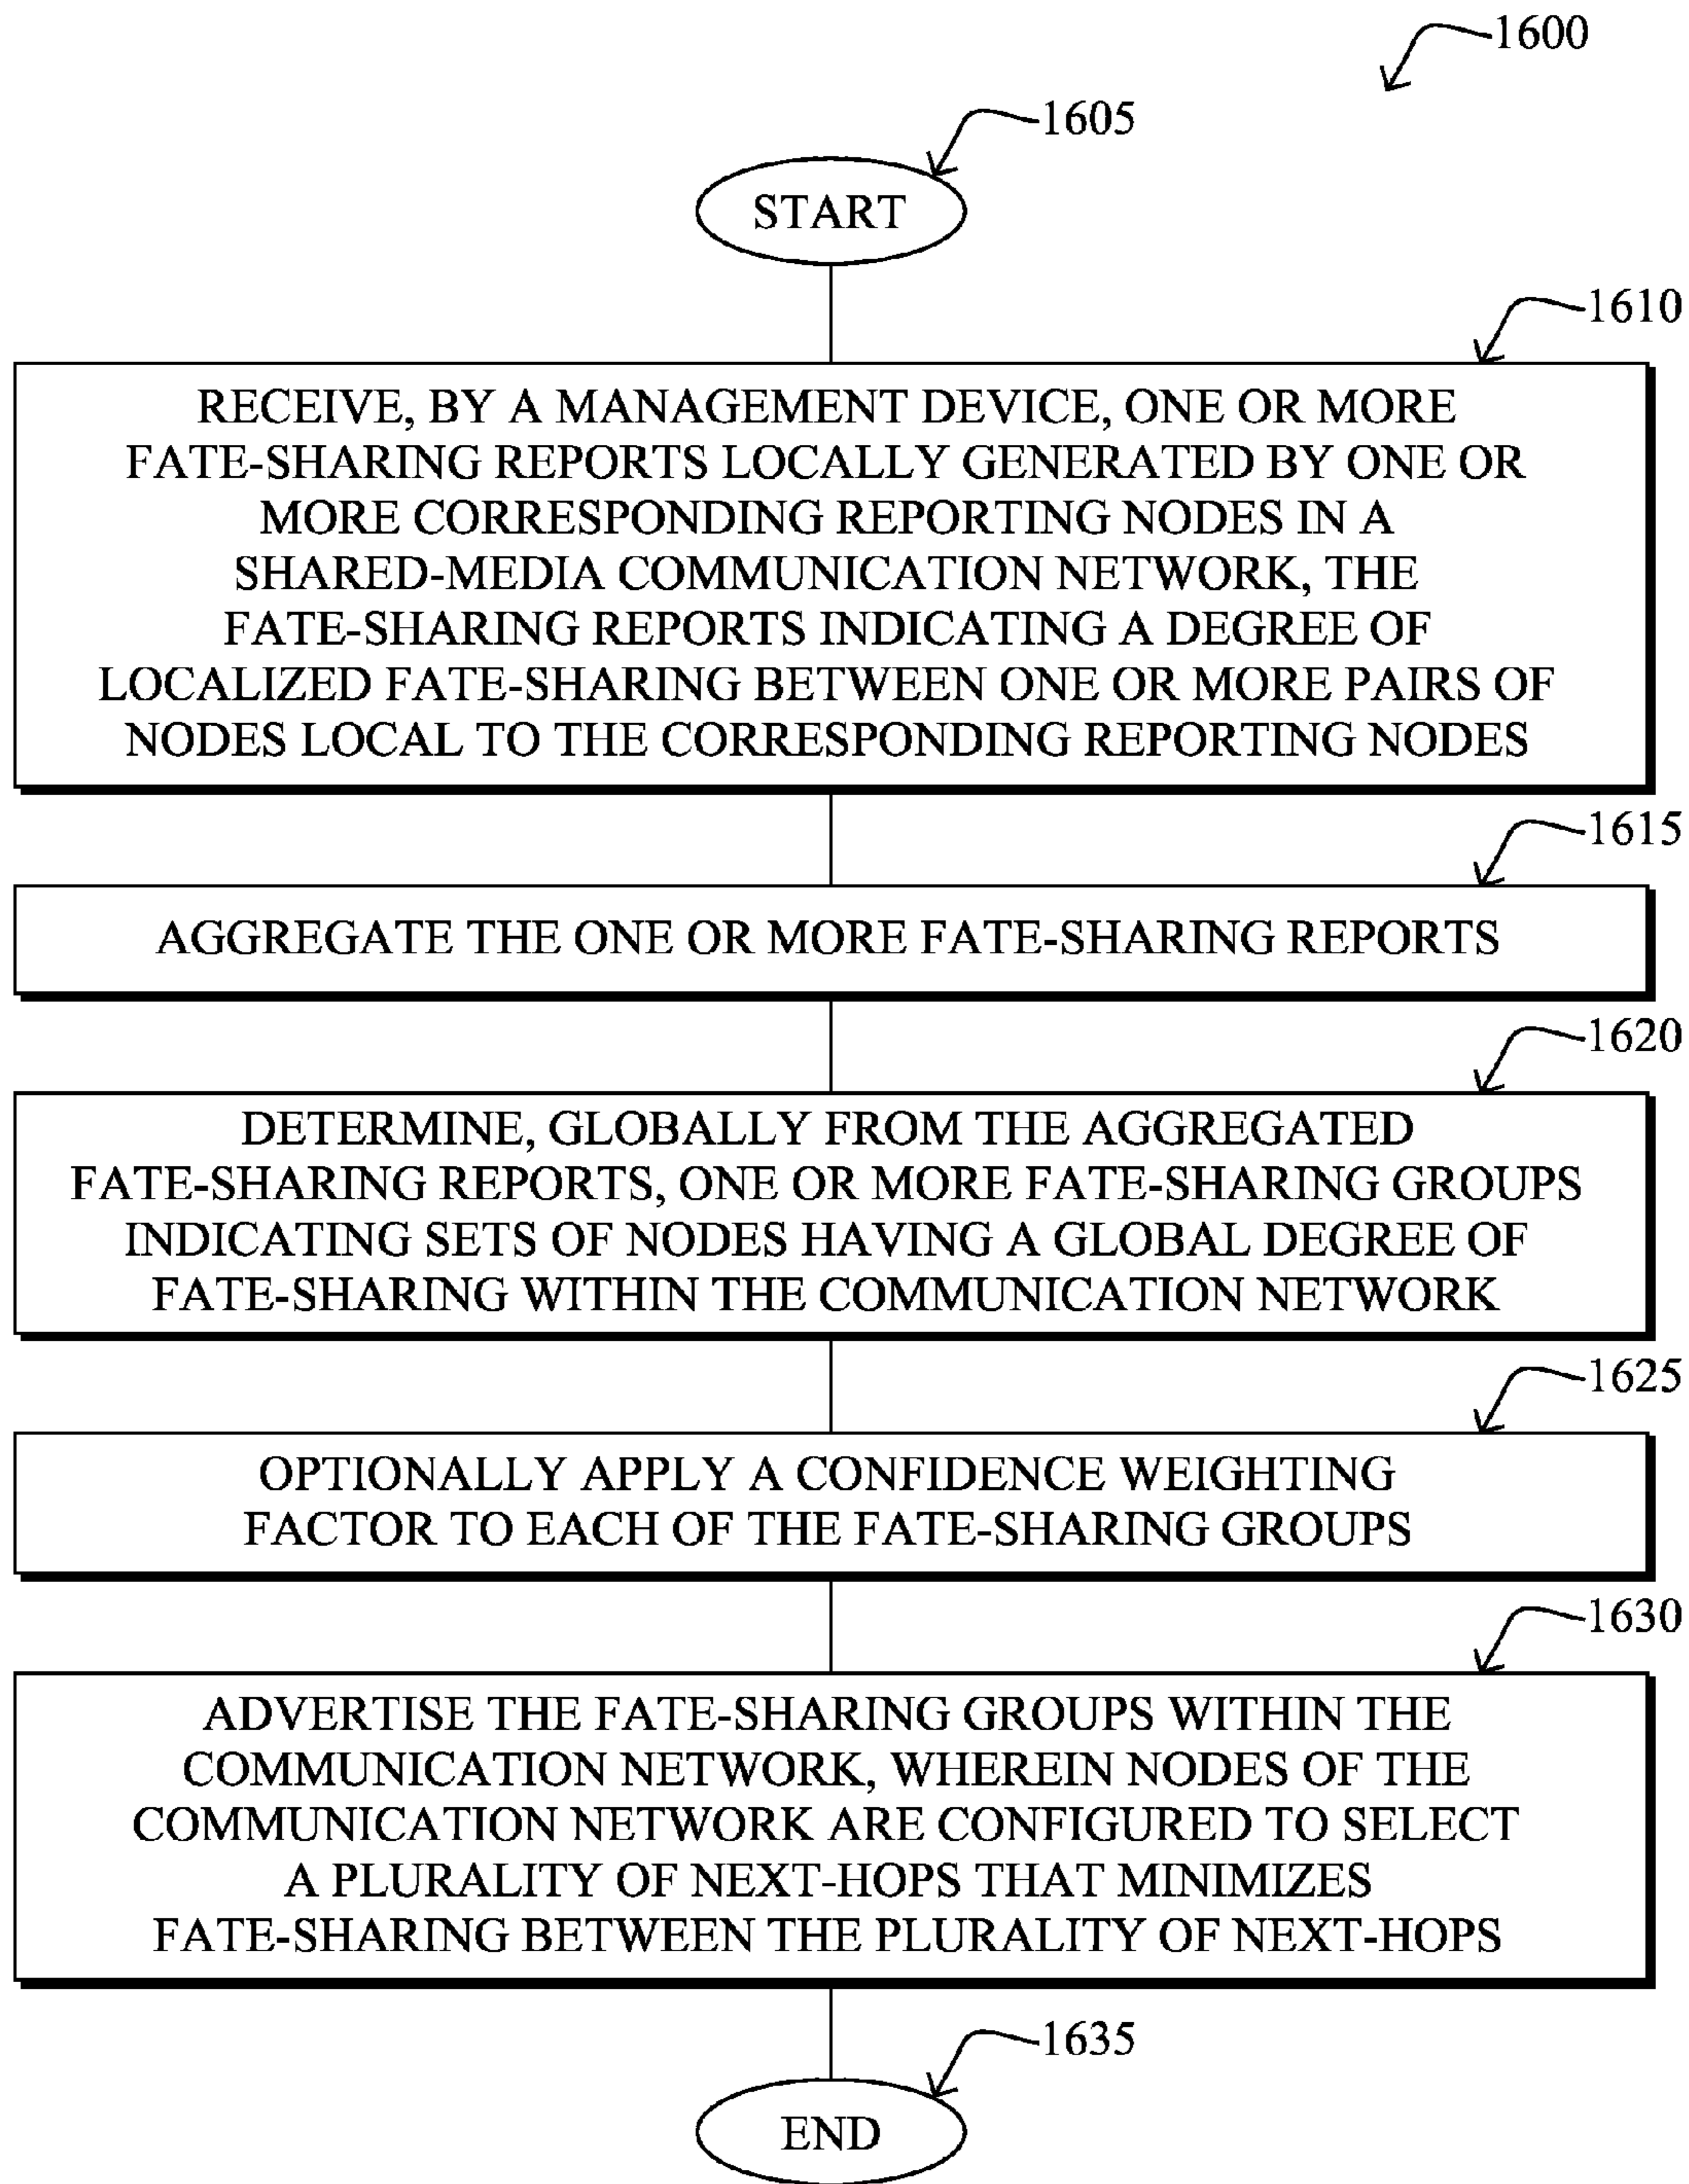 1600
1605
START
1610
RECEIVE, BY A MANAGEMENT DEVICE, ONE OR MORE
FATE-SHARING REPORTS LOCALLY GENERATED BY ONE OR
MORE CORRESPONDING REPORTING NODES IN A
SHARED-MEDIA COMMUNICATION NETWORK, THE
FATE-SHARING REPORTS INDICATING A DEGREE OF
LOCALIZED FATE-SHARING BETWEEN ONE OR MORE PAIRS OF
NODES LOCAL TO THE CORRESPONDING REPORTING NODES
1615
AGGREGATE THE ONE OR MORE FATE-SHARING REPORTS
1620
DETERMINE, GLOBALLY FROM THE AGGREGATED
FATE-SHARING REPORTS, ONE OR MORE FATE-SHARING GROUPS
INDICATING SETS OF NODES HAVING A GLOBAL DEGREE OF
FATE-SHARING WITHIN THE COMMUNICATION NETWORK
1625
OPTIONALLY APPLY A CONFIDENCE WEIGHTING
FACTOR TO EACH OF THE FATE-SHARING GROUPS
1630
ADVERTISE THE FATE-SHARING GROUPS WITHIN THE
COMMUNICATION NETWORK, WHEREIN NODES OF THE
COMMUNICATION NETWORK ARE CONFIGURED TO SELECT
A PLURALITY OF NEXT-HOPS THAT MINIMIZES
FATE-SHARING BETWEEN THE PLURALITY OF NEXT-HOPS
1635
END